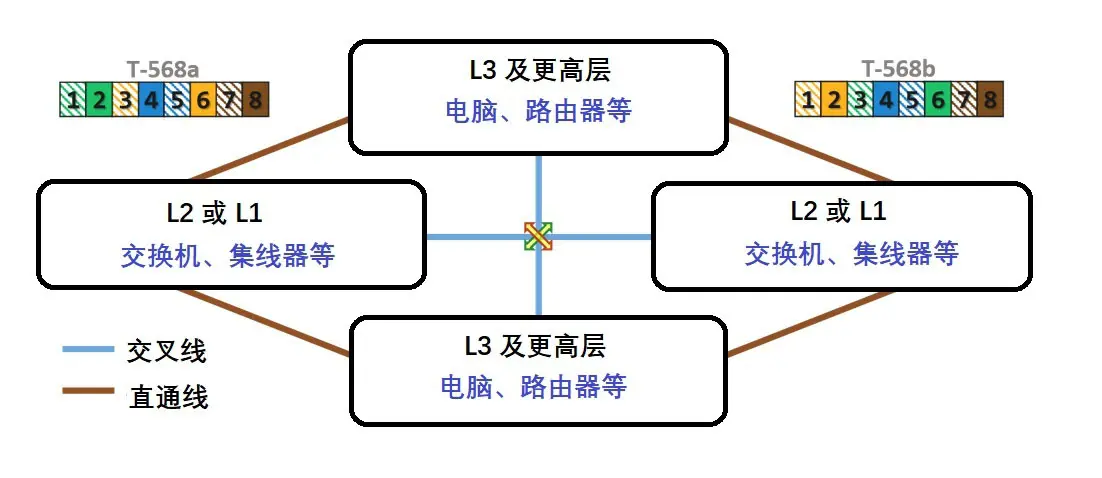 T-568a
1 2 3 4 5 6 7 8
L3 及更高层
电脑、路由器等
T-568b
1 2 3 4 5 6 7 8
L2 或 L1
交换机、集线器等
L2 或 L1
交换机、集线器等
L3 及更高层
电脑、路由器等
交叉线
直通线